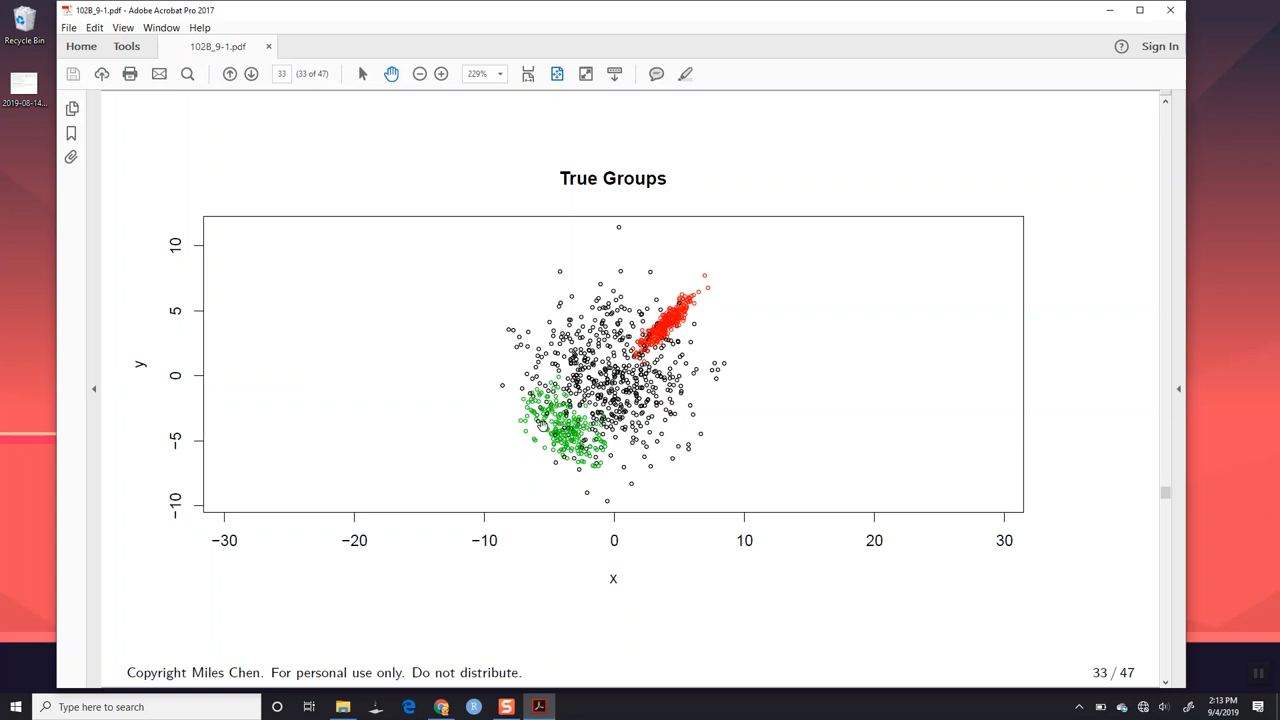 102B_9-1.pdf - Adobe Acrobat Pro 2017
File Edit View Window Help
Home Tools 102B_9-1.pdf × Sign In
33 (33 of 47) 229%
Recycle Bin
2019-08-14...
True Groups
10
5
0
−5
−10
y
−30 −20 −10 0 10 20 30
x
Copyright Miles Chen. For personal use only. Do not distribute. 33 / 47
Type here to search
2:13 PM
9/4/2019